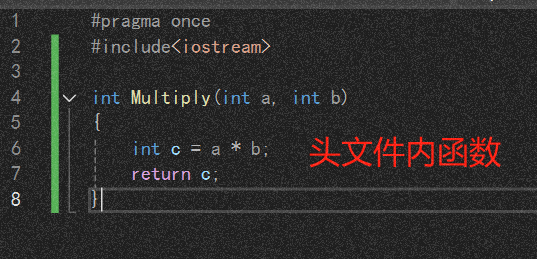 1 #pragma once
2 #include<iostream>
3
4 int Multiply(int a, int b)
5 {
6 int c = a * b;
头文件内函数
7 return c;
8 }